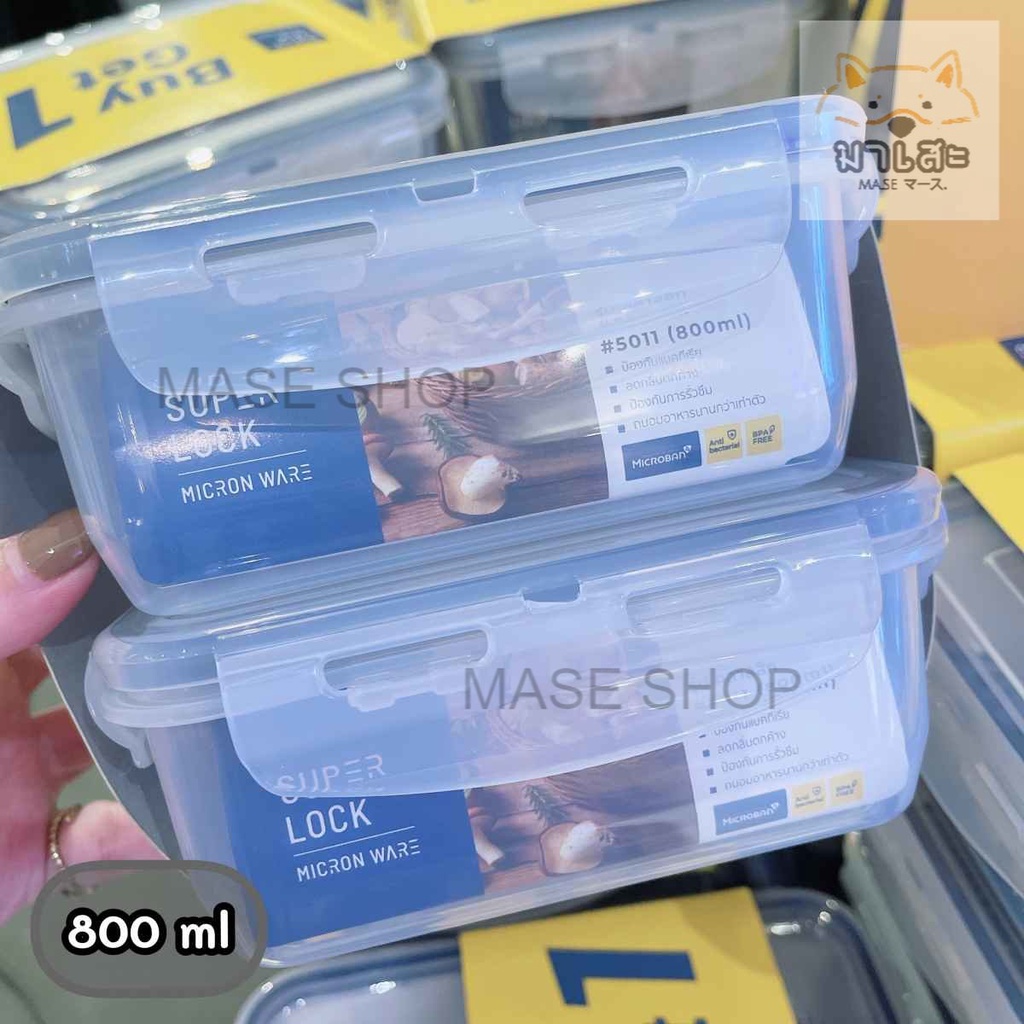 Buy
Get
1
มาเสะ
MASE マース.
#5011 (800ml)
ป้องกันแบคทีเรีย
ลดกลิ่นตกค้าง
ป้องกันการรั่วซึม
ถนอมอาหารนานกว่าเท่าตัว
MICROBAN
Anti bacterial
BPA FREE
MASE SHOP
SUPER
LOCK
MICRON WARE
MASE SHOP
ป้องกันแบคทีเรีย
ลดกลิ่นตกค้าง
ป้องกันการรั่วซึม
ถนอมอาหารนานกว่าเท่าตัว
MICROBAN
Anti bacterial
BPA FREE
SUPER
LOCK
MICRON WARE
800 ml
1